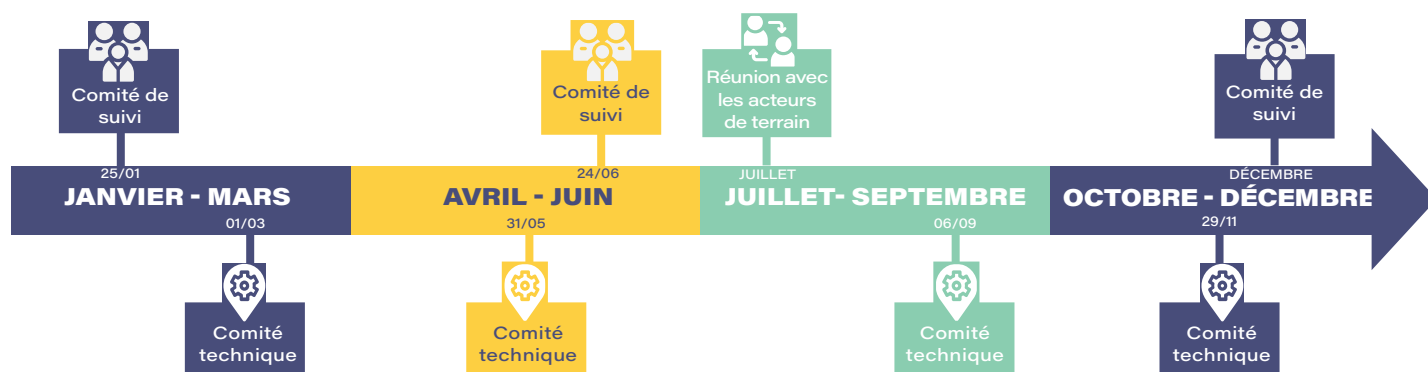 Comité de
suivi
Comité de
suivi
Réunion avec
les acteurs
de terrain
Comité de
suivi
25/01
24/06
JUILLET
DÉCEMBRE
JANVIER - MARS
AVRIL - JUIN
JUILLET- SEPTEMBRE
OCTOBRE - DÉCEMBRE
01/03
31/05
06/09
29/11
Comité
technique
Comité
technique
Comité
technique
Comité
technique